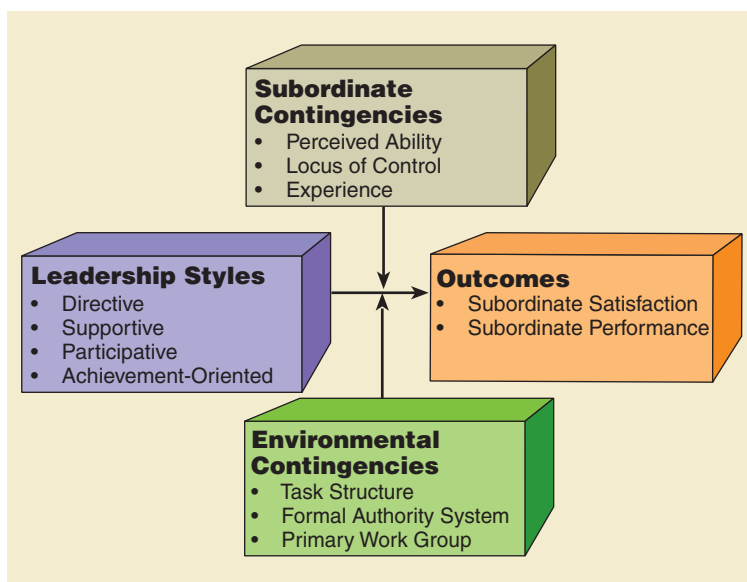 Subordinate
Contingencies
• Perceived Ability
• Locus of Control
• Experience
Leadership Styles
• Directive
• Supportive
• Participative
• Achievement-Oriented
Outcomes
• Subordinate Satisfaction
• Subordinate Performance
Environmental
Contingencies
• Task Structure
• Formal Authority System
• Primary Work Group